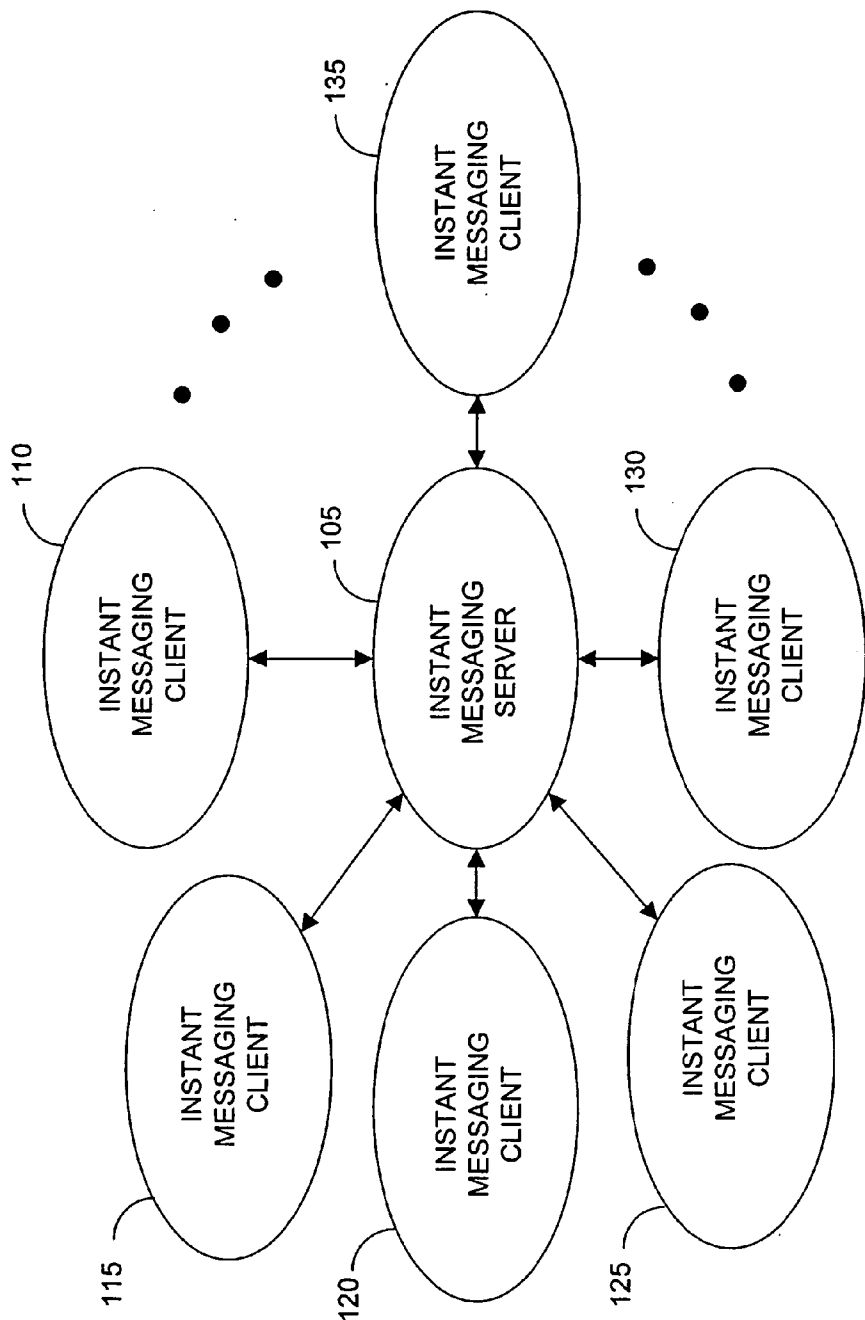 110
INSTANT
MESSAGING
CLIENT
115
INSTANT
MESSAGING
CLIENT
105
INSTANT
MESSAGING
SERVER
135
INSTANT
MESSAGING
CLIENT
120
INSTANT
MESSAGING
CLIENT
125
INSTANT
MESSAGING
CLIENT
130
INSTANT
MESSAGING
CLIENT